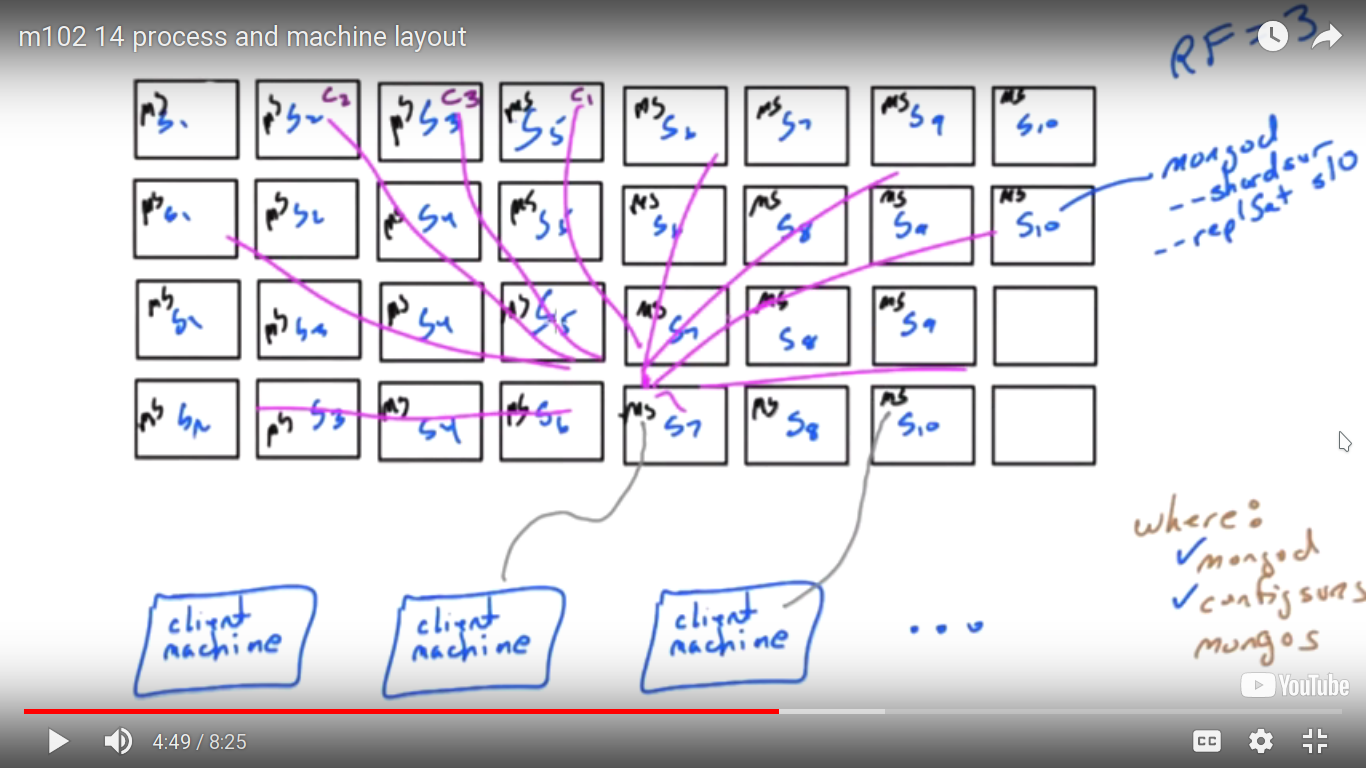 m102 14 process and machine layout
RF=3
ms S1 ms S2 C2 ms S3 C3 ms S5 C1 ms S6 ms S7 ms S9 ms S10
ms S1 ms S2 ms S4 ms S5 ms S6 ms S8 ms S9 ms S10
ms S1 ms S3 ms S4 ms S5 ms S7 ms S8 ms S9
ms S2 ms S3 ms S4 ms S6 ms S7 ms S8 ms S10
mongod
--shardsvr
--replSet s10
where:
✓mongod
✓configsvrs
mongos
client
machine
client
machine
client
machine
...
YouTube
4:49 / 8:25
CC